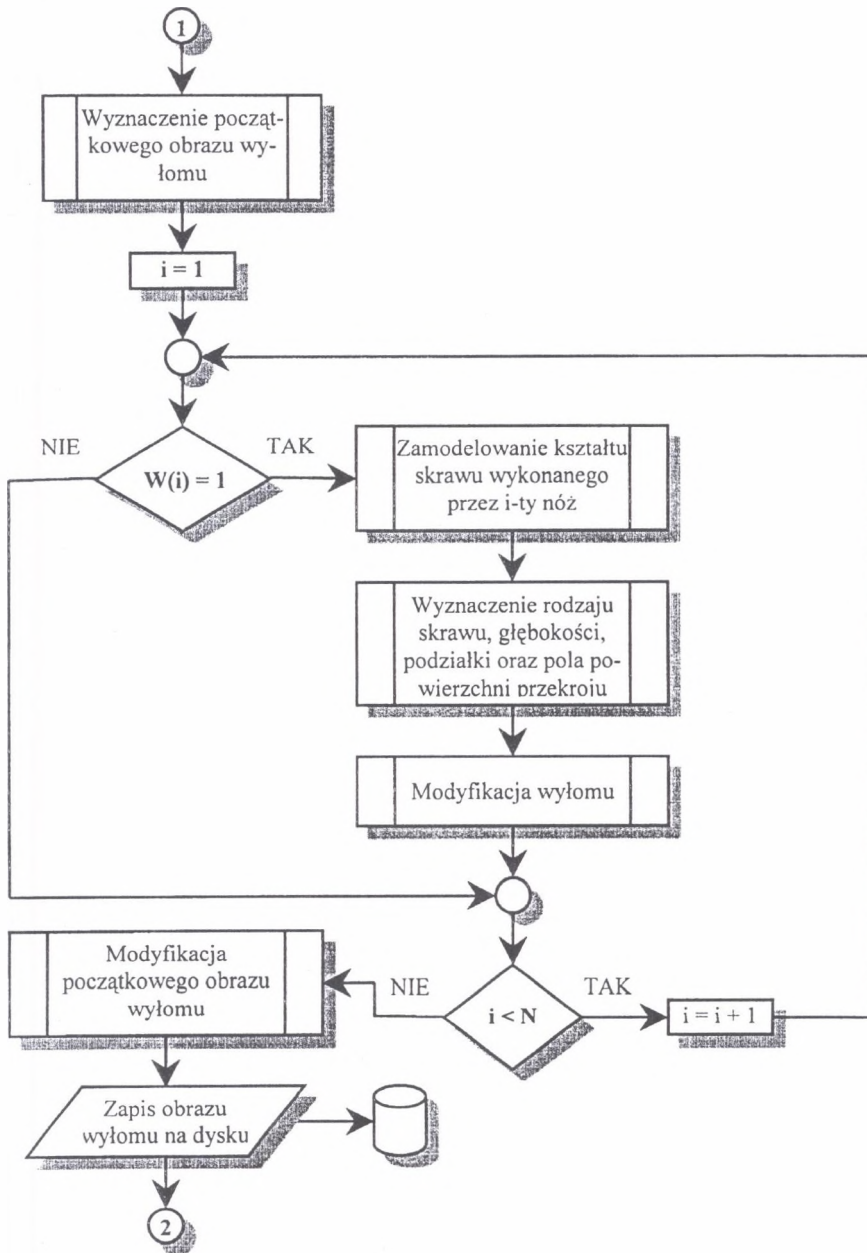 1
Wyznaczenie począt-
kowego obrazu wy-
łomu
i = 1
NIE
TAK
W(i) = 1
Zamodelowanie kształtu
skrawu wykonanego
przez i-ty nóż
Wyznaczenie rodzaju
skrawu, głębokości,
podziałki oraz pola po-
wierzchni przekroju
Modyfikacja wyłomu
Modyfikacja
początkowego obrazu
wyłomu
NIE
i < N
TAK
i = i + 1
Zapis obrazu
wyłomu na dysku
2